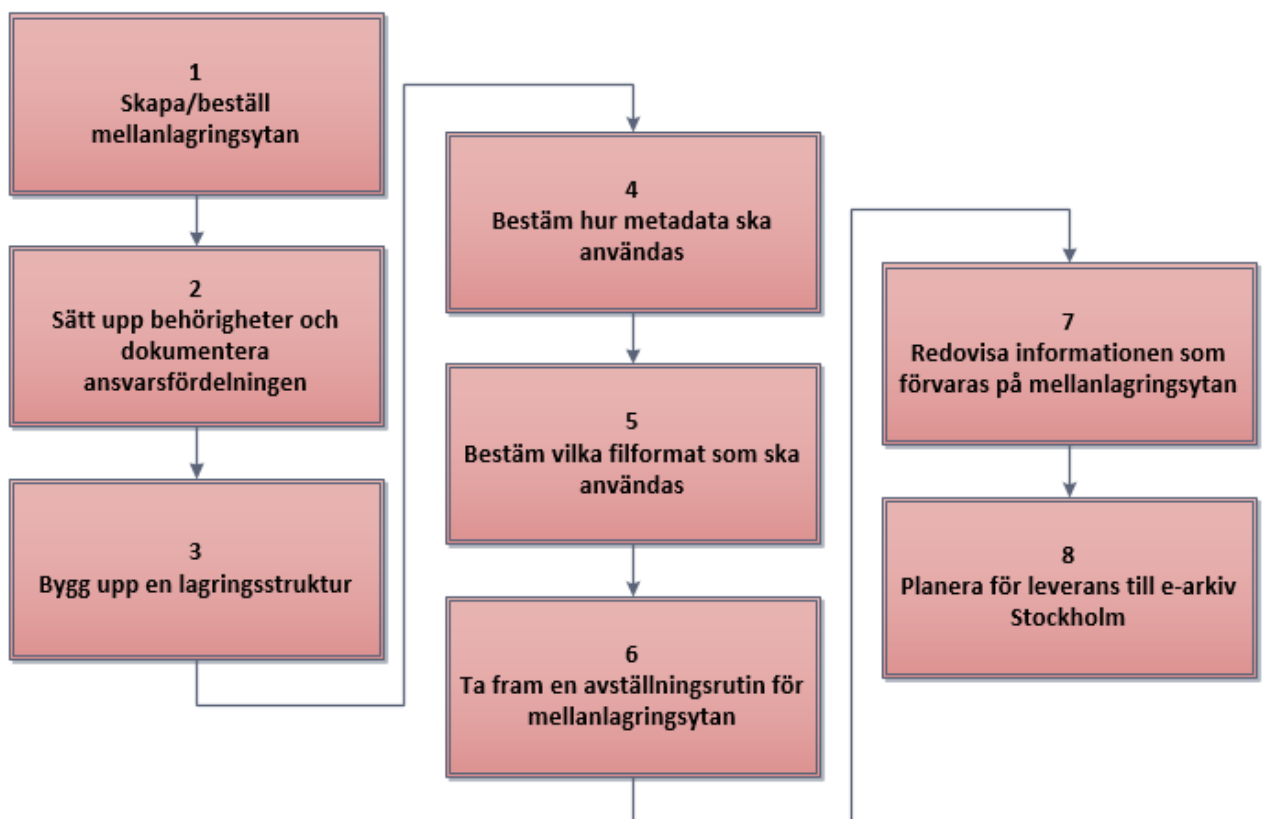 1
Skapa/beställ
mellanlagringsytan
2
Sätt upp behörigheter och
dokumentera
ansvarsfördelningen
3
Bygg upp en lagringsstruktur
4
Bestäm hur metadata ska
användas
5
Bestäm vilka filformat som ska
användas
6
Ta fram en avställningsrutin för
mellanlagringsytan
7
Redovisa informationen som
förvaras på mellanlagringsytan
8
Planera för leverans till e-arkiv
Stockholm